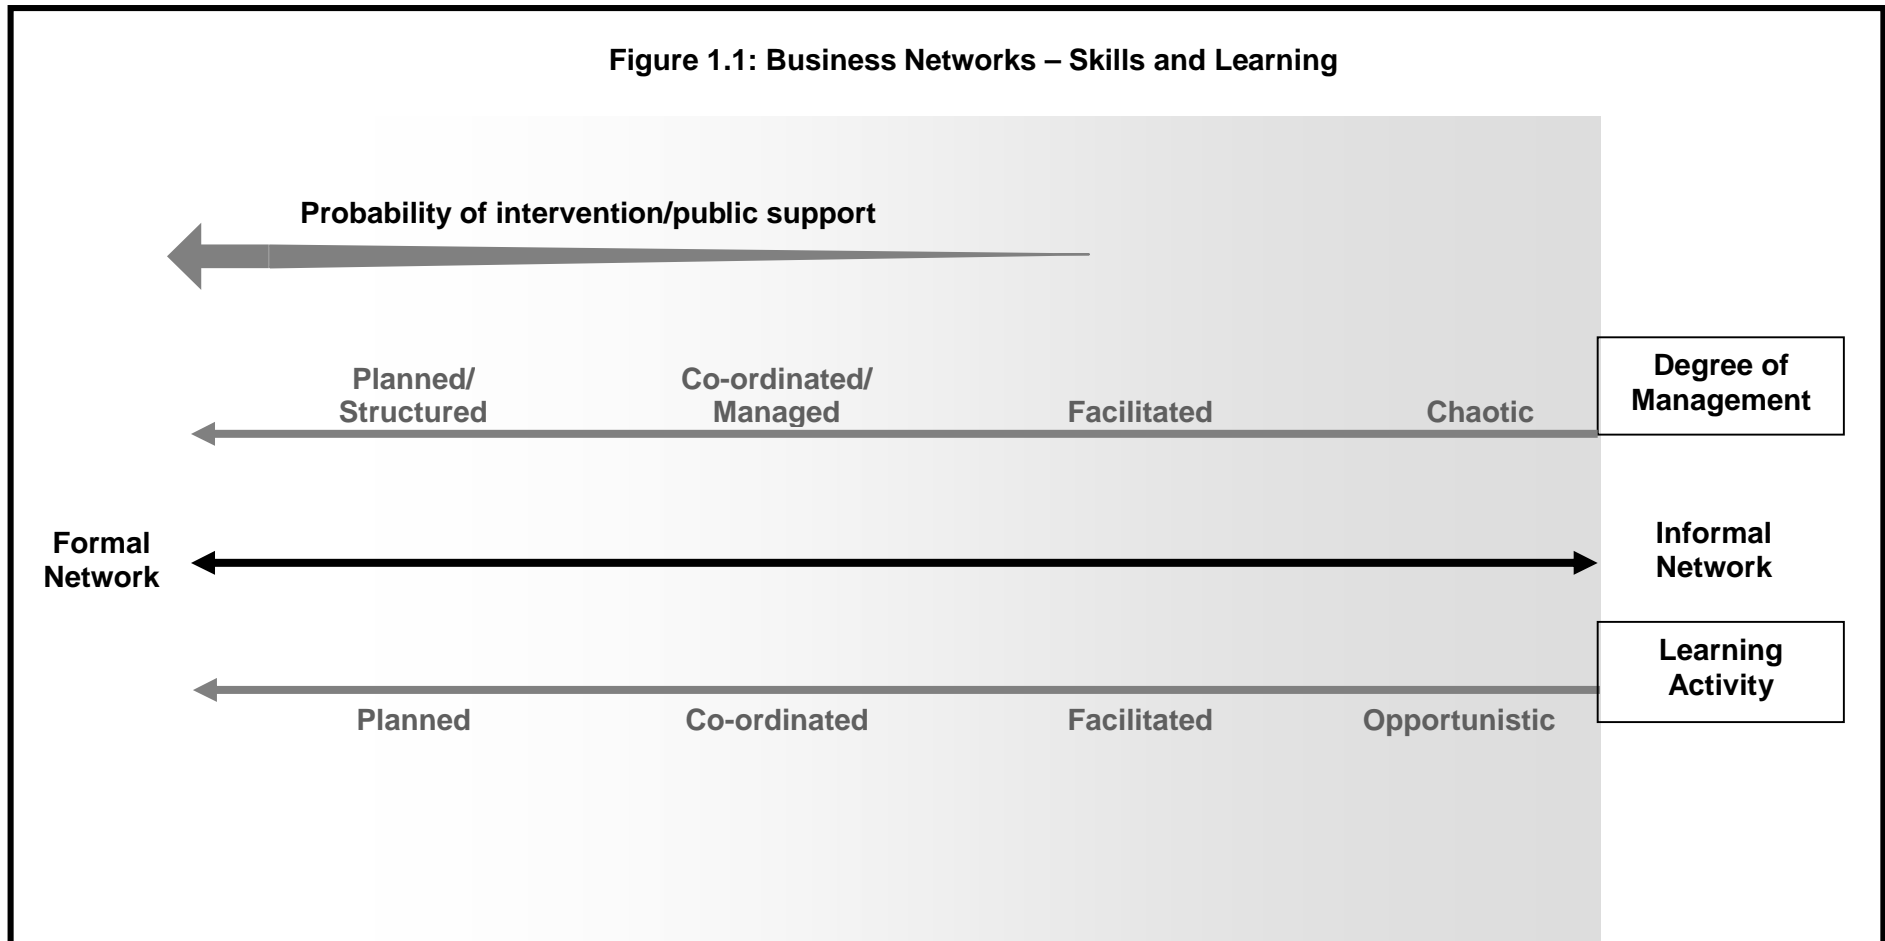 Figure 1.1: Business Networks – Skills and Learning
Probability of intervention/public support
Planned/
Structured
Co-ordinated/
Managed
Facilitated
Chaotic
Degree of
Management
Formal
Network
Informal
Network
Learning
Activity
Planned
Co-ordinated
Facilitated
Opportunistic